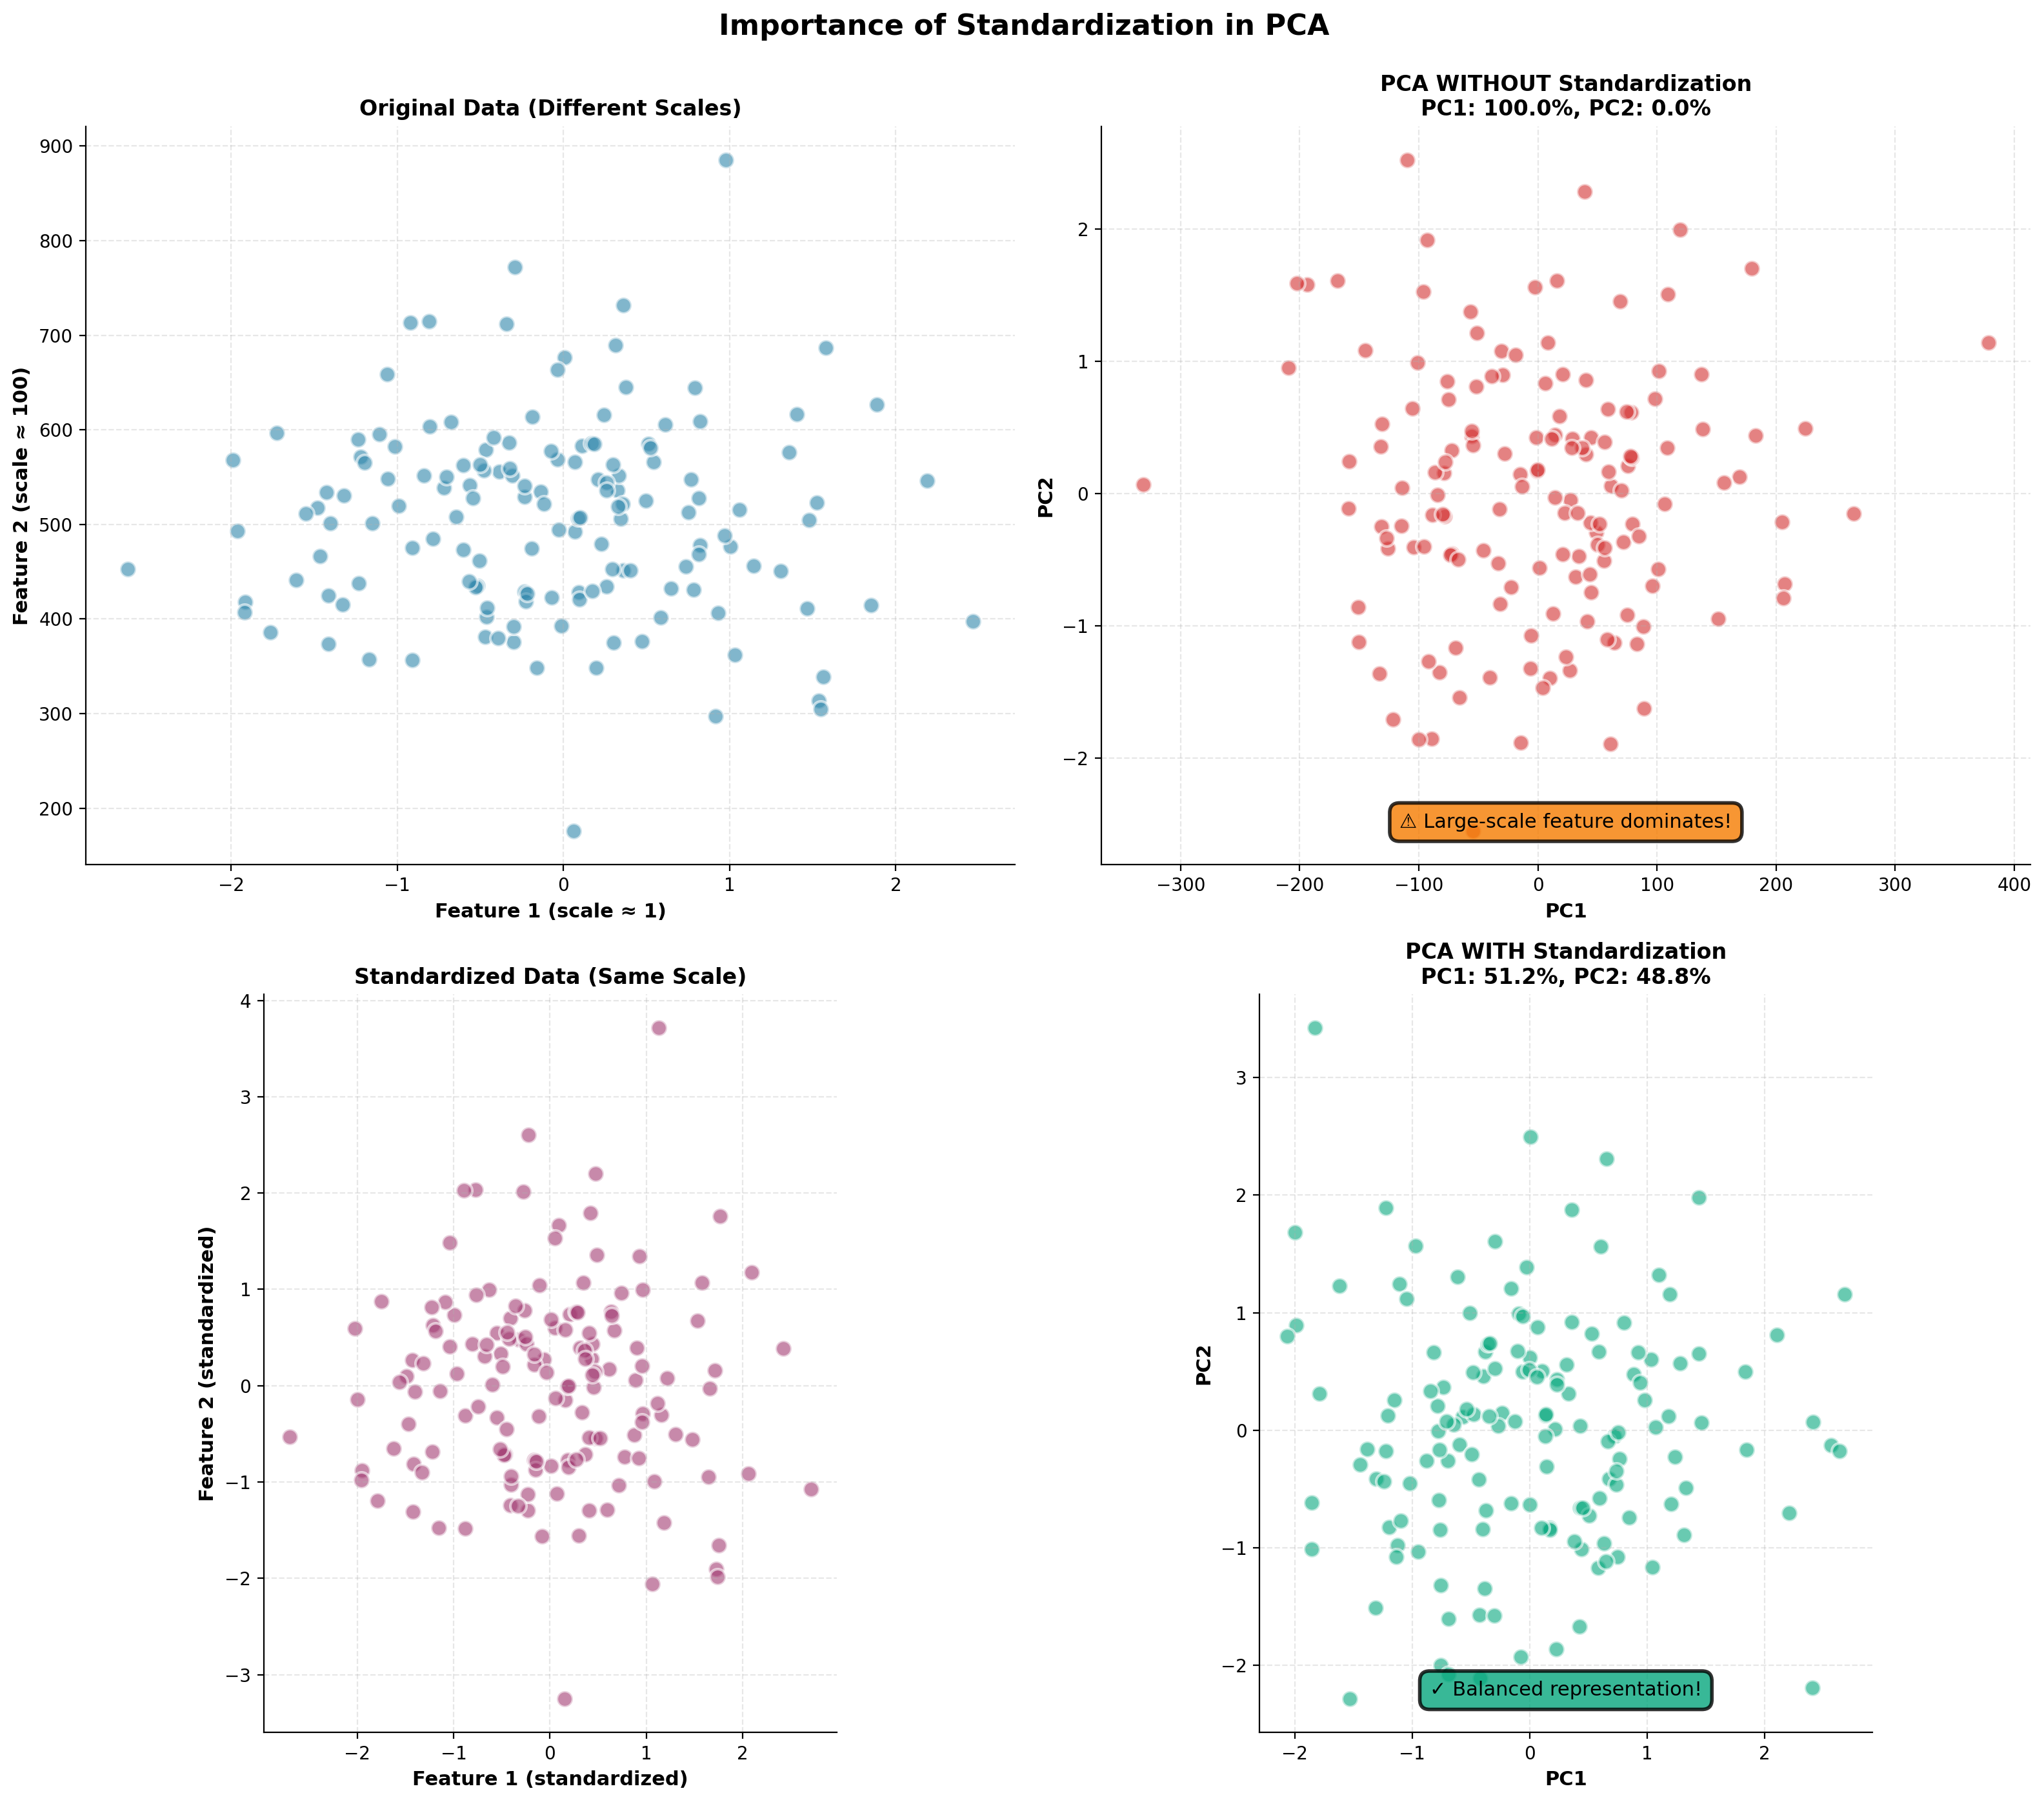 Importance of Standardization in PCA
Original Data (Different Scales)
900
800
700
600
500
400
300
200
Feature 2 (scale ≈ 100)
−2
−1
0
1
2
Feature 1 (scale ≈ 1)
PCA WITHOUT Standardization
PC1: 100.0%, PC2: 0.0%
2
1
0
−1
−2
PC2
⚠ Large-scale feature dominates!
−300
−200
−100
0
100
200
300
400
PC1
Standardized Data (Same Scale)
4
3
2
1
0
−1
−2
−3
Feature 2 (standardized)
−2
−1
0
1
2
Feature 1 (standardized)
PCA WITH Standardization
PC1: 51.2%, PC2: 48.8%
3
2
1
0
−1
−2
PC2
✓ Balanced representation!
−2
−1
0
1
2
PC1